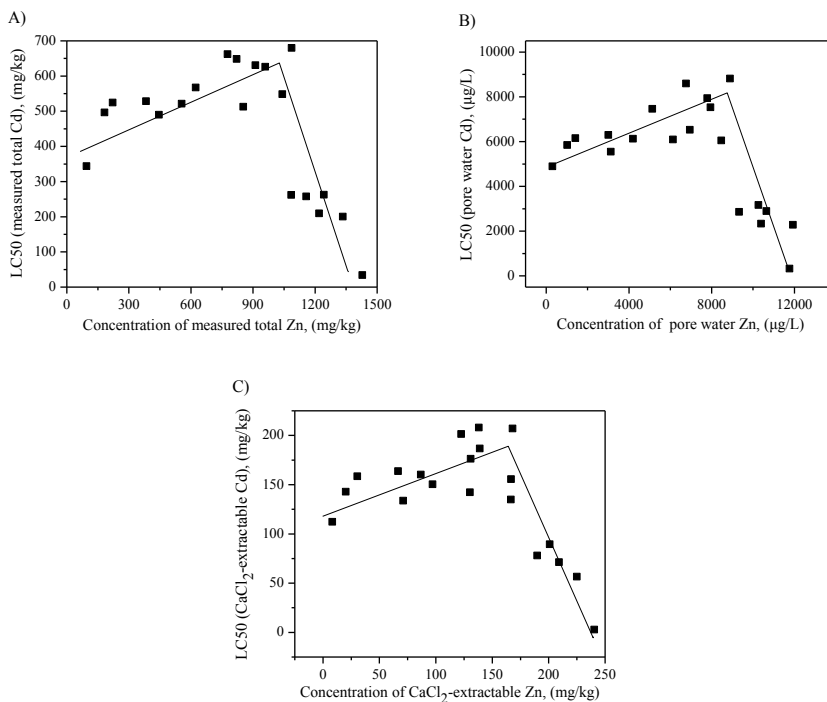 A)
700
600
500
400
300
200
100
0
LC50 (measured total Cd), (mg/kg)
0 300 600 900 1200 1500
Concentration of measured total Zn, (mg/kg)
B)
10000
8000
6000
4000
2000
0
LC50 (pore water Cd), (µg/L)
0 4000 8000 12000
Concentration of pore water Zn, (µg/L)
C)
200
150
100
50
0
LC50 (CaCl2-extractable Cd), (mg/kg)
0 50 100 150 200 250
Concentration of CaCl2-extractable Zn, (mg/kg)